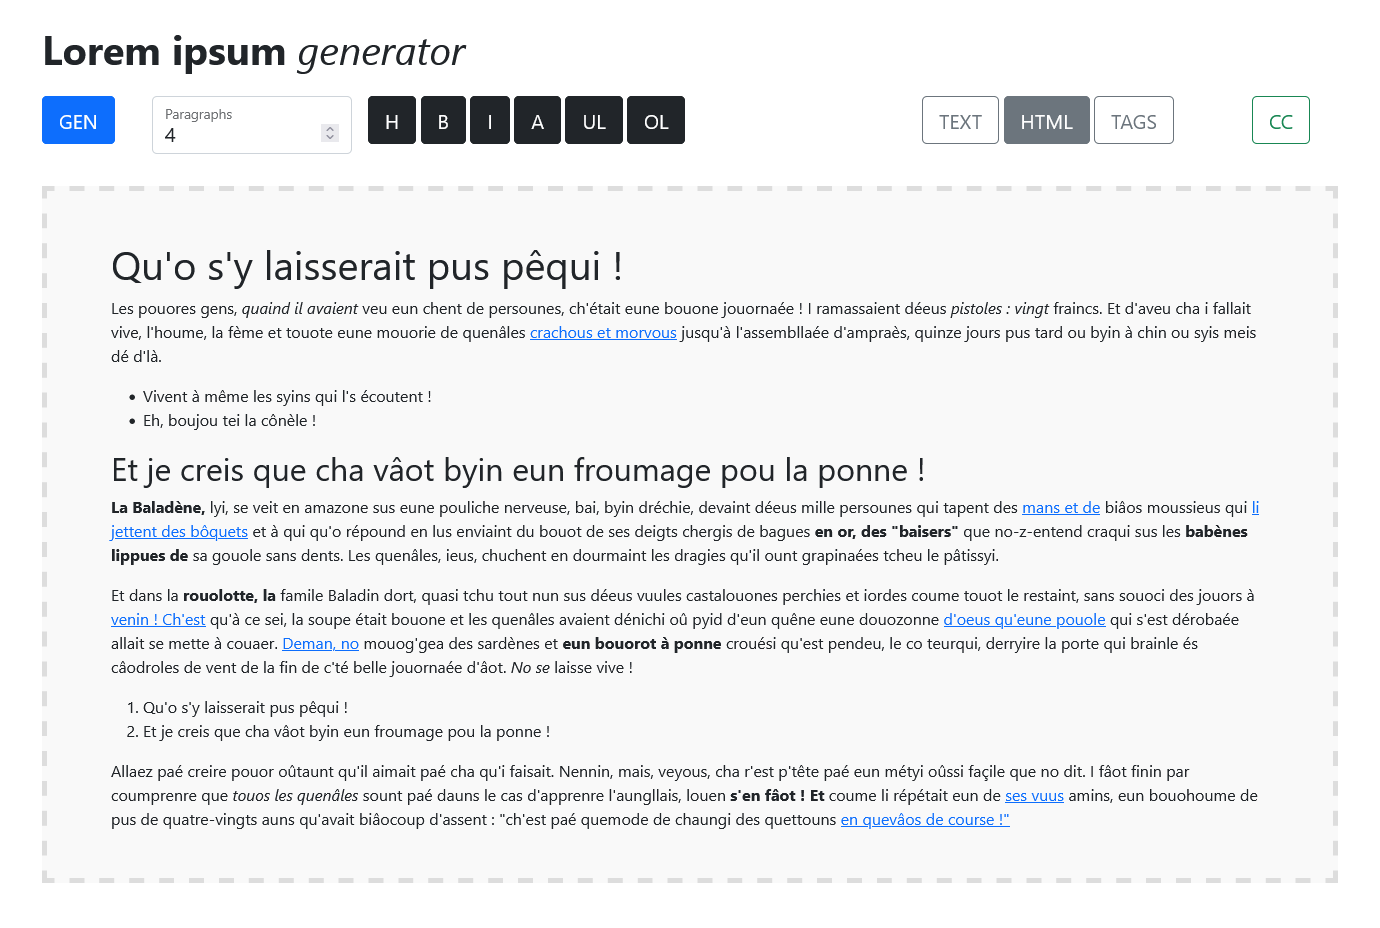 Lorem ipsum generator
GEN
Paragraphs
4
H
B
I
A
UL
OL
TEXT
HTML
TAGS
CC
Qu'o s'y laisserait pus pêqui !
Les pouores gens, quaind il avaient veu eun chent de persounes, ch'était eune bouone jouornaée ! I ramassaient déeus pistoles : vingt fraincs. Et d'aveu cha i fallait
vive, l'houme, la fème et touote eune mouorie de quenâles crachous et morvous jusqu'à l'assembllaée d'ampraès, quinze jours pus tard ou byin à chin ou syis meis
dé d'là.
• Vivent à même les syins qui l's écoutent !
• Eh, boujou tei la cônèle !
Et je creis que cha vâot byin eun froumage pou la ponne !
La Baladène, lyi, se veit en amazone sus eune pouliche nerveuse, bai, byin dréchie, devaint déeus mille persounes qui tapent des mans et de biâos moussieus qui li
jettent des bôquets et à qui qu'o répound en lus enviaint du bouot de ses deigts chergis de bagues en or, des "baisers" que no-z-entend craqui sus les babènes
lippues de sa gouole sans dents. Les quenâles, ieus, chuchent en dourmaint les dragies qu'il ount grapinaées tcheu le pâtissyi.
Et dans la rouolotte, la famille Baladin dort, quasi tchu tout nun sus déeus vuules castalouones perchies et iordes coume touot le restaint, sans souoci des jouors à
venin ! Ch'est qu'à ce sei, la soupe était bouone et les quenâles avaient dénichi oû pyid d'eun quêne eune douozonne d'oeus qu'eune pouole qui s'est dérobaée
allait se mette à couaer. Deman, no mouog'gea des sardènes et eun bouorot à ponne crouési qu'est pendeu, le co teurqui, derryire la porte qui brainle és
câodroles de vent de la fin de c'té belle jouornaée d'âot. No se laisse vive !
1. Qu'o s'y laisserait pus pêqui !
2. Et je creis que cha vâot byin eun froumage pou la ponne !
Allaez paé creire pouor oûtaunt qu'il aimait paé cha qu'i faisait. Nennin, mais, veyous, cha r'est p'tête paé eun métyi oûssi façile que no dit. I fâot finin par
coumprenre que touos les quenâles sount paé dauns le cas d'apprenre l'aungllais, louen s'en fâot ! Et coume li répétait eun de ses vuus amins, eun bouohoume de
pus de quatre-vingts auns qu'avait biâocoup d'assent : "ch'est paé quemode de chaungi des quettouns en quevâos de course !"